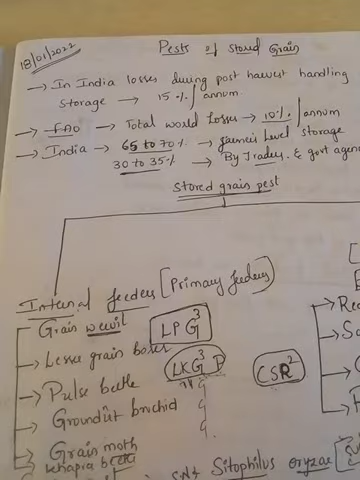 18/01/2022
Pests of Stored Grain
→ In India losses during post harvest handling
storage → 15 %/annum
→ FAO → Total world Losses → 10%/annum
→ India → 65 to 70% → farmers Level storage
30 to 35% → By Traders & govt agen
Stored grain pest
Internal feeders [Primary feeders]
→ Grain weevil
LPG³
→ Lesse grain borer
LKG³P
CSR²
→ Pulse beetle
→ Groundnut bruchid
→ Grain moth
Khapra beetle
Sitophilus oryzae